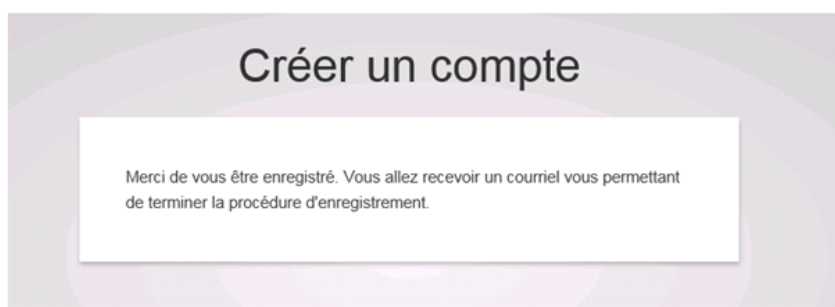 Créer un compte
Merci de vous être enregistré. Vous allez recevoir un courriel vous permettant
de terminer la procédure d'enregistrement.